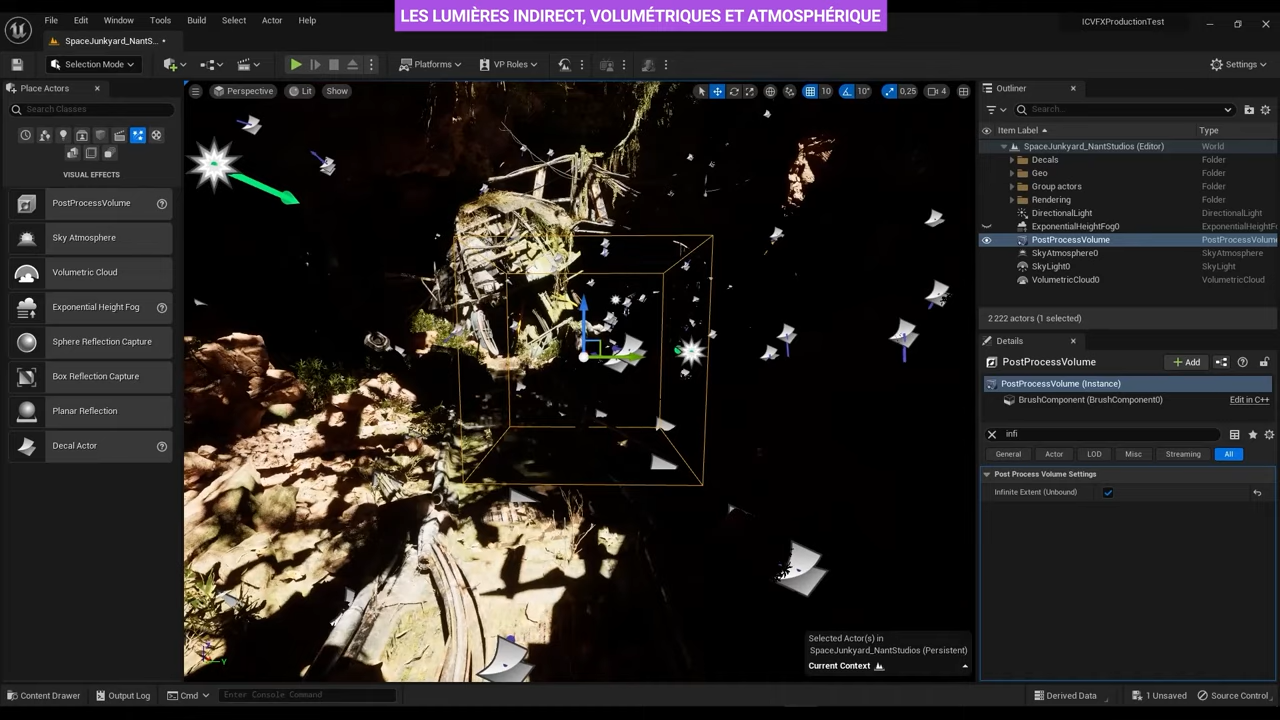 LES LUMIÈRES INDIRECT, VOLUMÉTRIQUES ET ATMOSPHÉRIQUE
File Edit Window Tools Build Select Actor Help
ICVFXProductionTest
SpaceJunkyard_NantS...
Selection Mode
Platforms
VP Roles
Settings
Place Actors
Search Classes
VISUAL EFFECTS
PostProcessVolume
Sky Atmosphere
Volumetric Cloud
Exponential Height Fog
Sphere Reflection Capture
Box Reflection Capture
Planar Reflection
Decal Actor
Perspective Lit Show
10 10° 0,25 4
Outliner
Search...
Item Label Type
SpaceJunkyard_NantStudios (Editor) World
Decals Folder
Geo Folder
Group actors Folder
Rendering Folder
DirectionalLight DirectionalLight
ExponentialHeightFog0 ExponentialHeightF
PostProcessVolume PostProcessVolum
SkyAtmosphere0 SkyAtmosphere
SkyLight0 SkyLight
VolumetricCloud0 VolumetricCloud
2 222 actors (1 selected)
Details
PostProcessVolume
Add
PostProcessVolume (Instance)
BrushComponent (BrushComponent0) Edit in C++
infi
General Actor LOD Misc Streaming All
Post Process Volume Settings
Infinite Extent (Unbound)
Selected Actor(s) in
SpaceJunkyard_NantStudios (Persistent)
Current Context
Content Drawer Output Log Cmd Enter Console Command
Derived Data 1 Unsaved Source Control